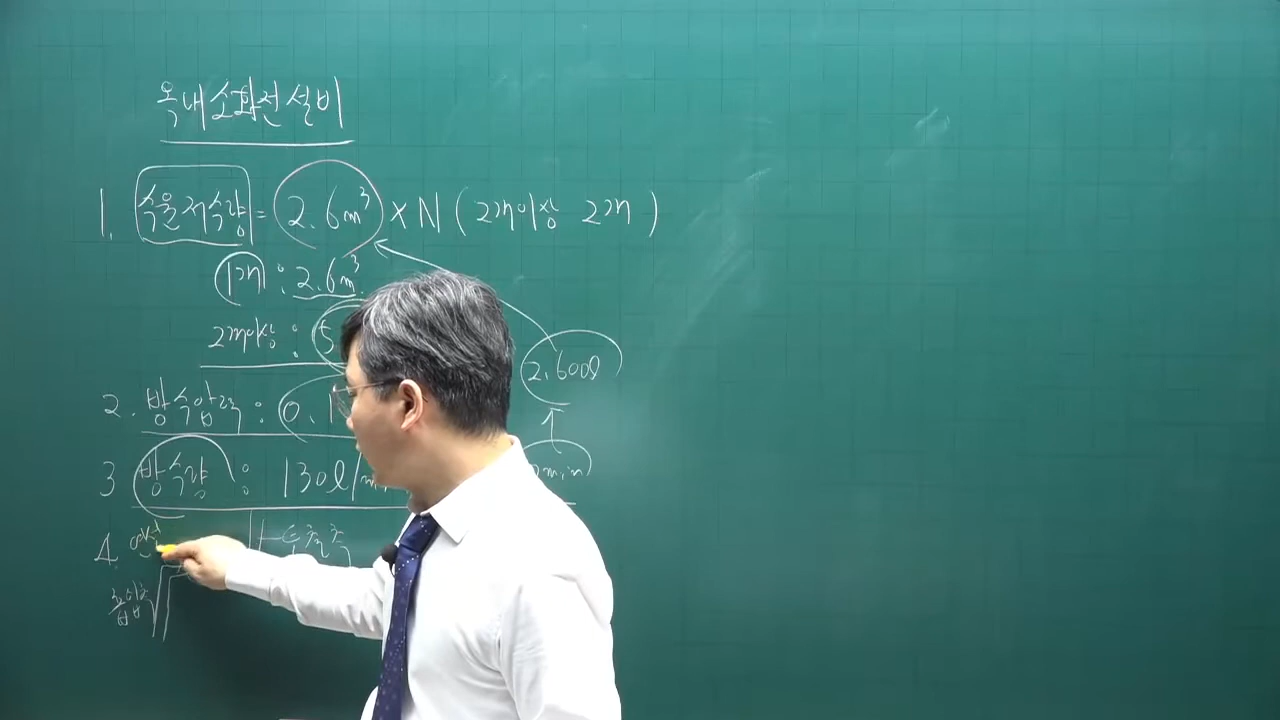 옥내소화전설비
1. 수원저수량 = 2.6m³ × N (2개이상 2개)
1개 : 2.6m³
2개이상 : 5
2.600ℓ
2. 방수압력 : 0.1
3 방수량 : 130ℓ/m
min
4.